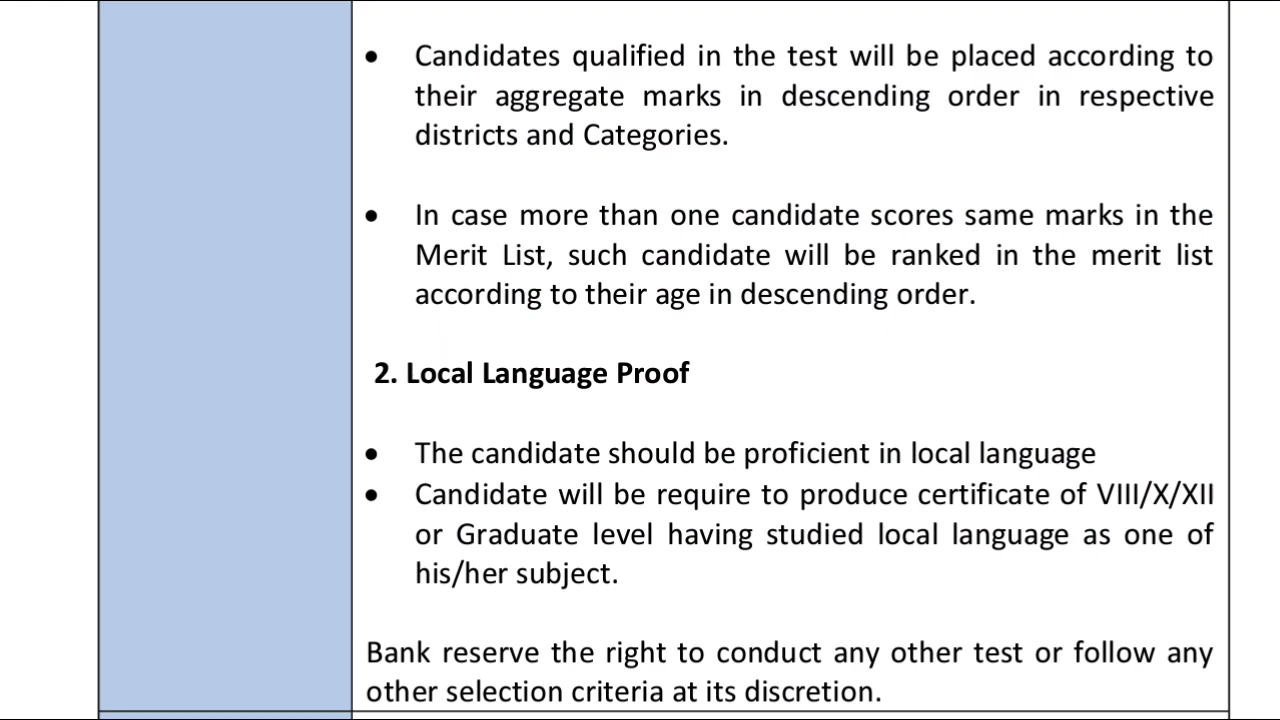 • Candidates qualified in the test will be placed according to
their aggregate marks in descending order in respective
districts and Categories.
• In case more than one candidate scores same marks in the
Merit List, such candidate will be ranked in the merit list
according to their age in descending order.
2. Local Language Proof
• The candidate should be proficient in local language
• Candidate will be require to produce certificate of VIII/X/XII
or Graduate level having studied local language as one of
his/her subject.
Bank reserve the right to conduct any other test or follow any
other selection criteria at its discretion.